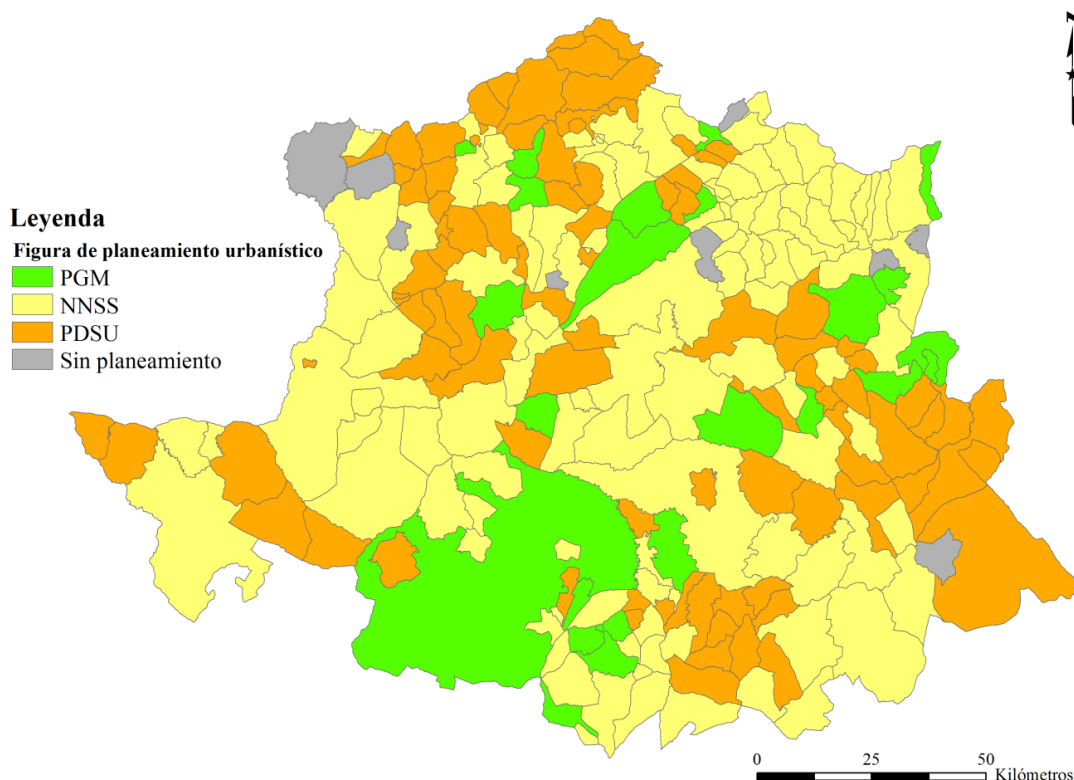 Leyenda
Figura de planeamiento urbanístico
PGM
NNSS
PDSU
Sin planeamiento
0 25 50
Kilómetros